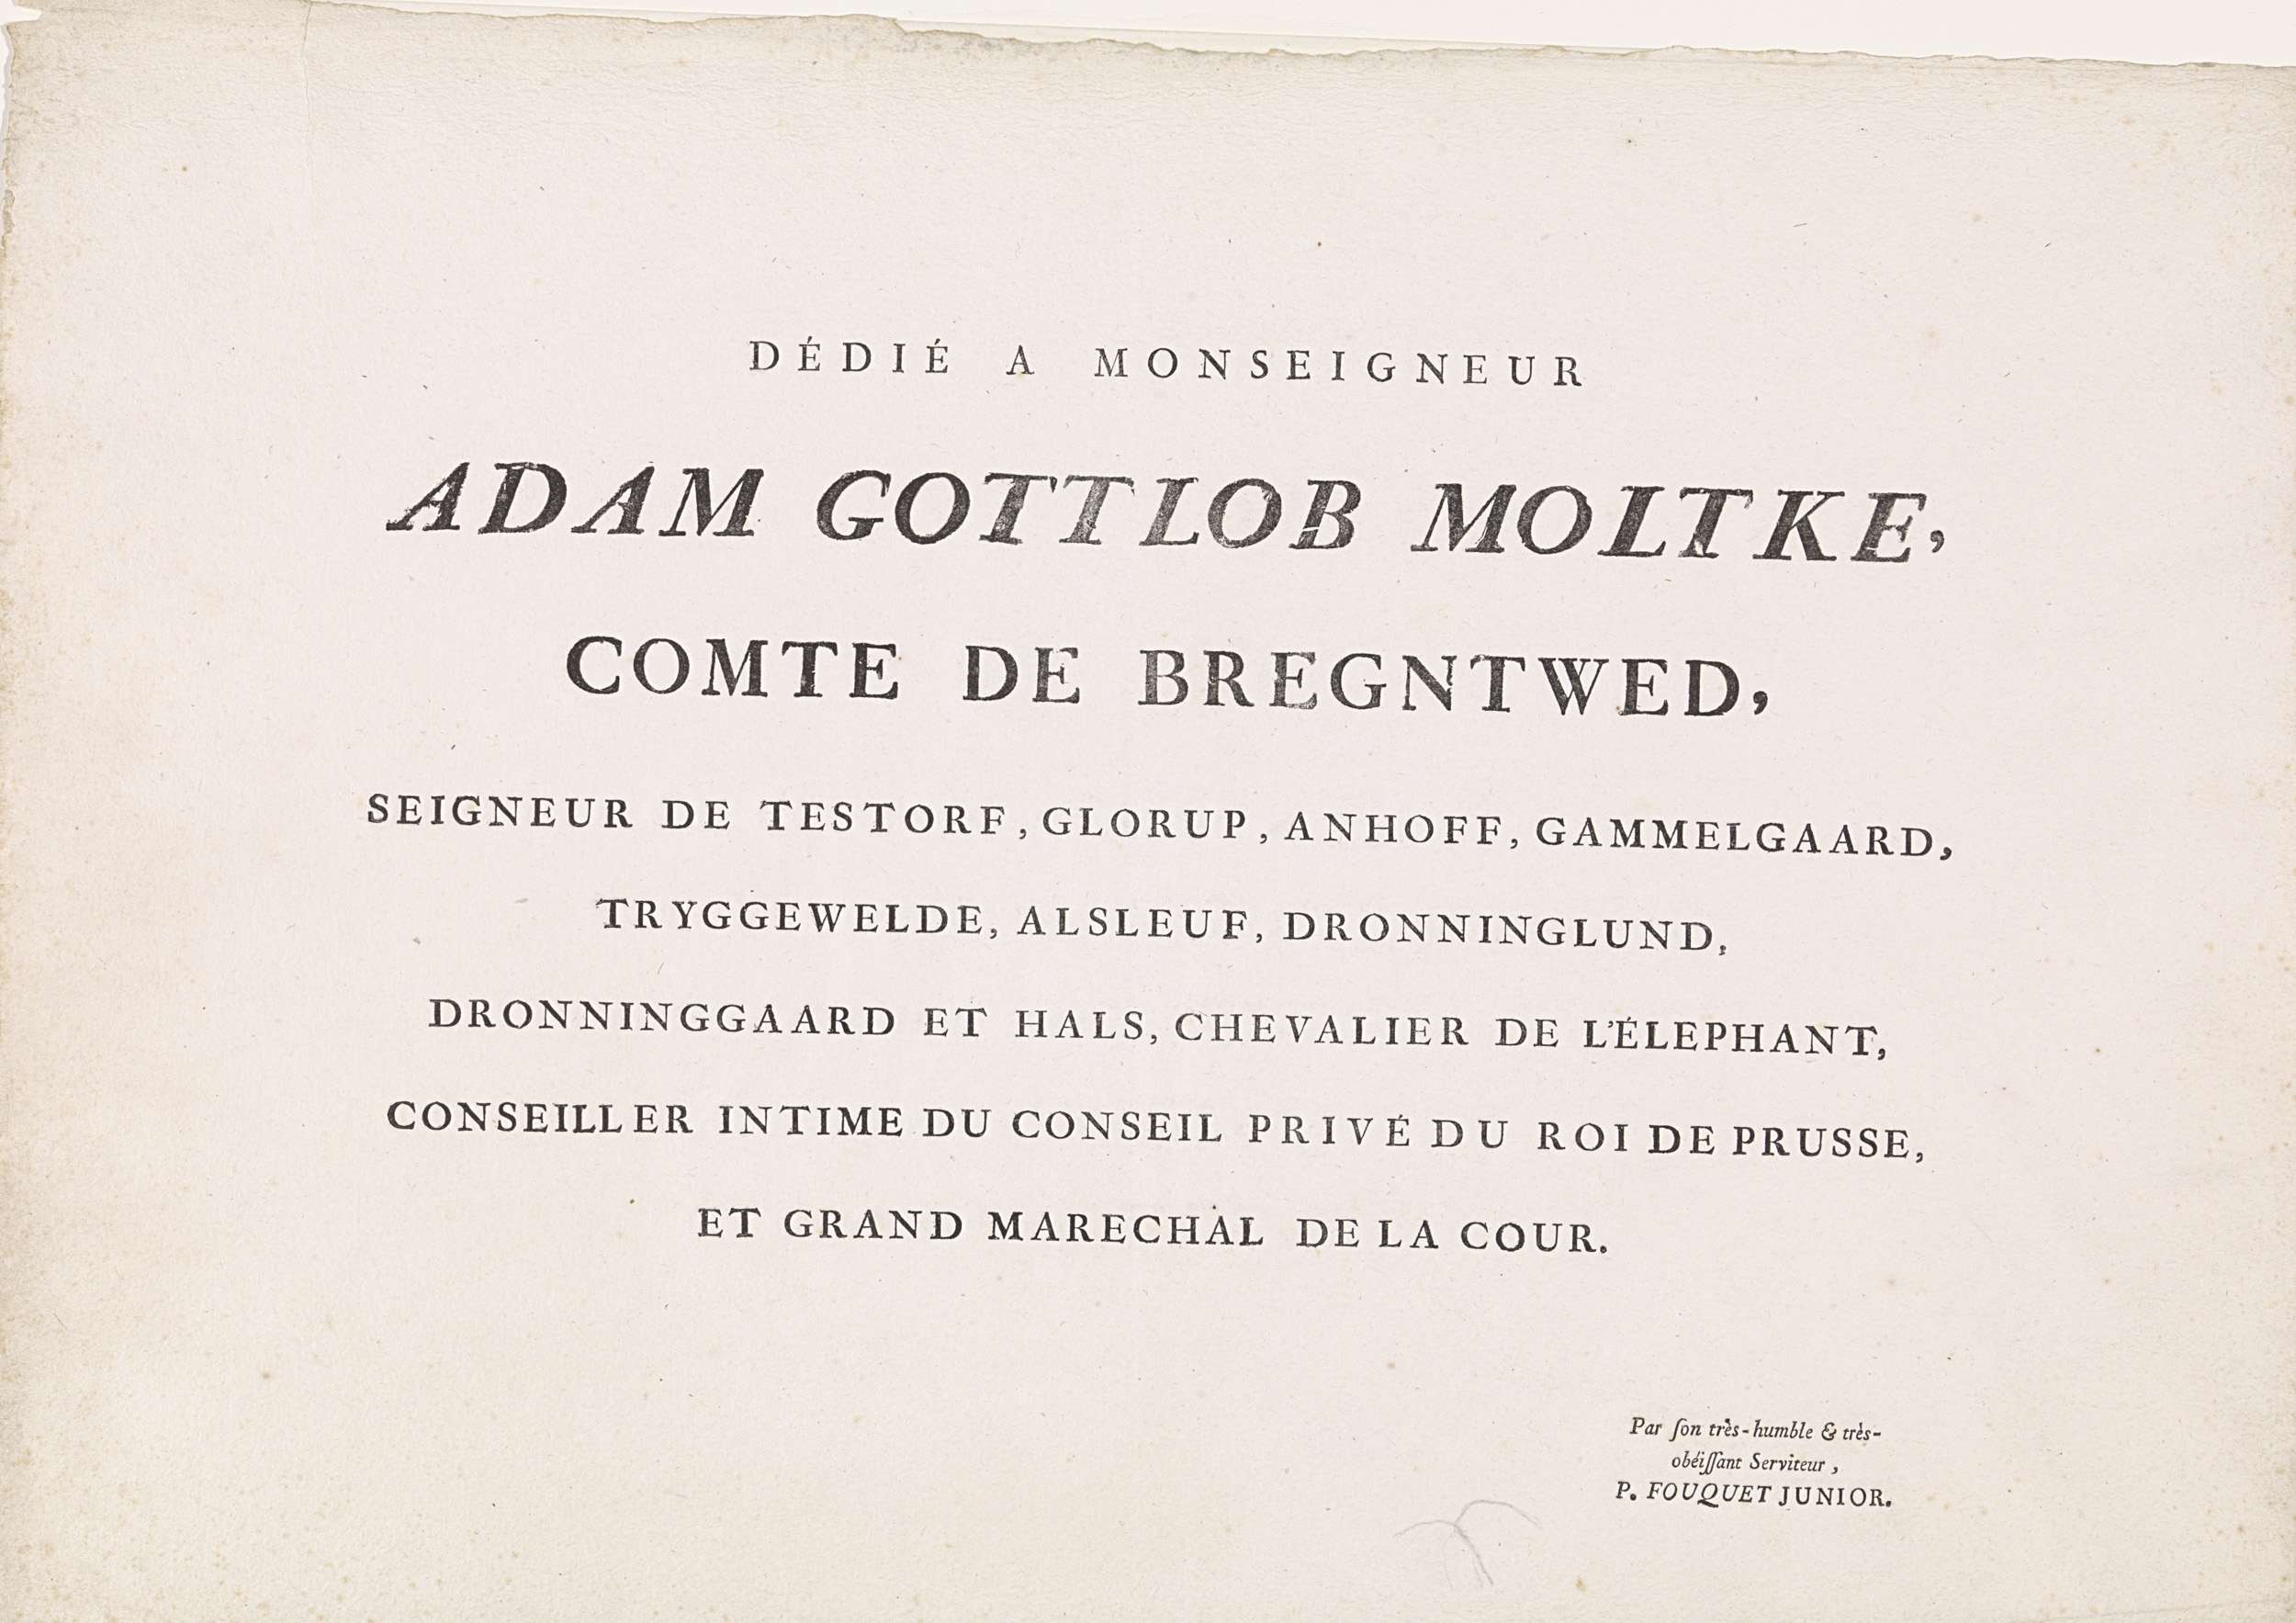 DÉDIÉ A MONSEIGNEUR
ADAM GOTTLOB MOLTKE,
COMTE DE BREGNTWED,
SEIGNEUR DE TESTORF, GLORUP, ANHOFF, GAMMELGAARD,
TRYGGEWELDE, ALSLEUF, DRONNINGLUND,
DRONNINGGAARD ET HALS, CHEVALIER DE L'ÉLEPHANT,
CONSEILLER INTIME DU CONSEIL PRIVÉ DU ROI DE PRUSSE,
ET GRAND MARECHAL DE LA COUR.
Par ſon très-humble & très-
obéiſſant Serviteur,
P. FOUQUET JUNIOR.